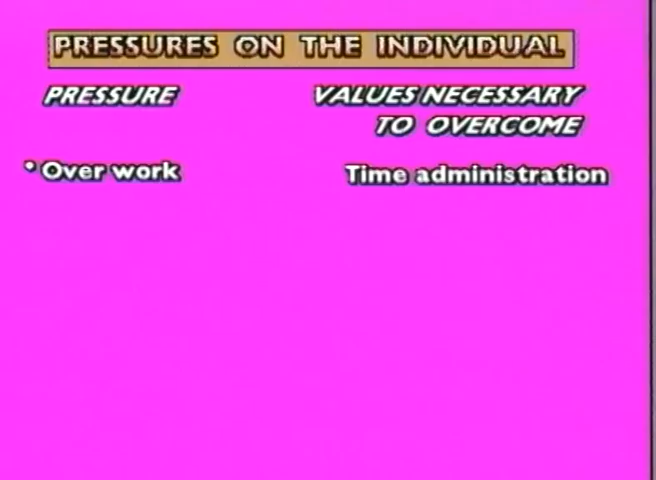 PRESSURES ON THE INDIVIDUAL
PRESSURE VALUES NECESSARY
TO OVERCOME
* Over work Time administration